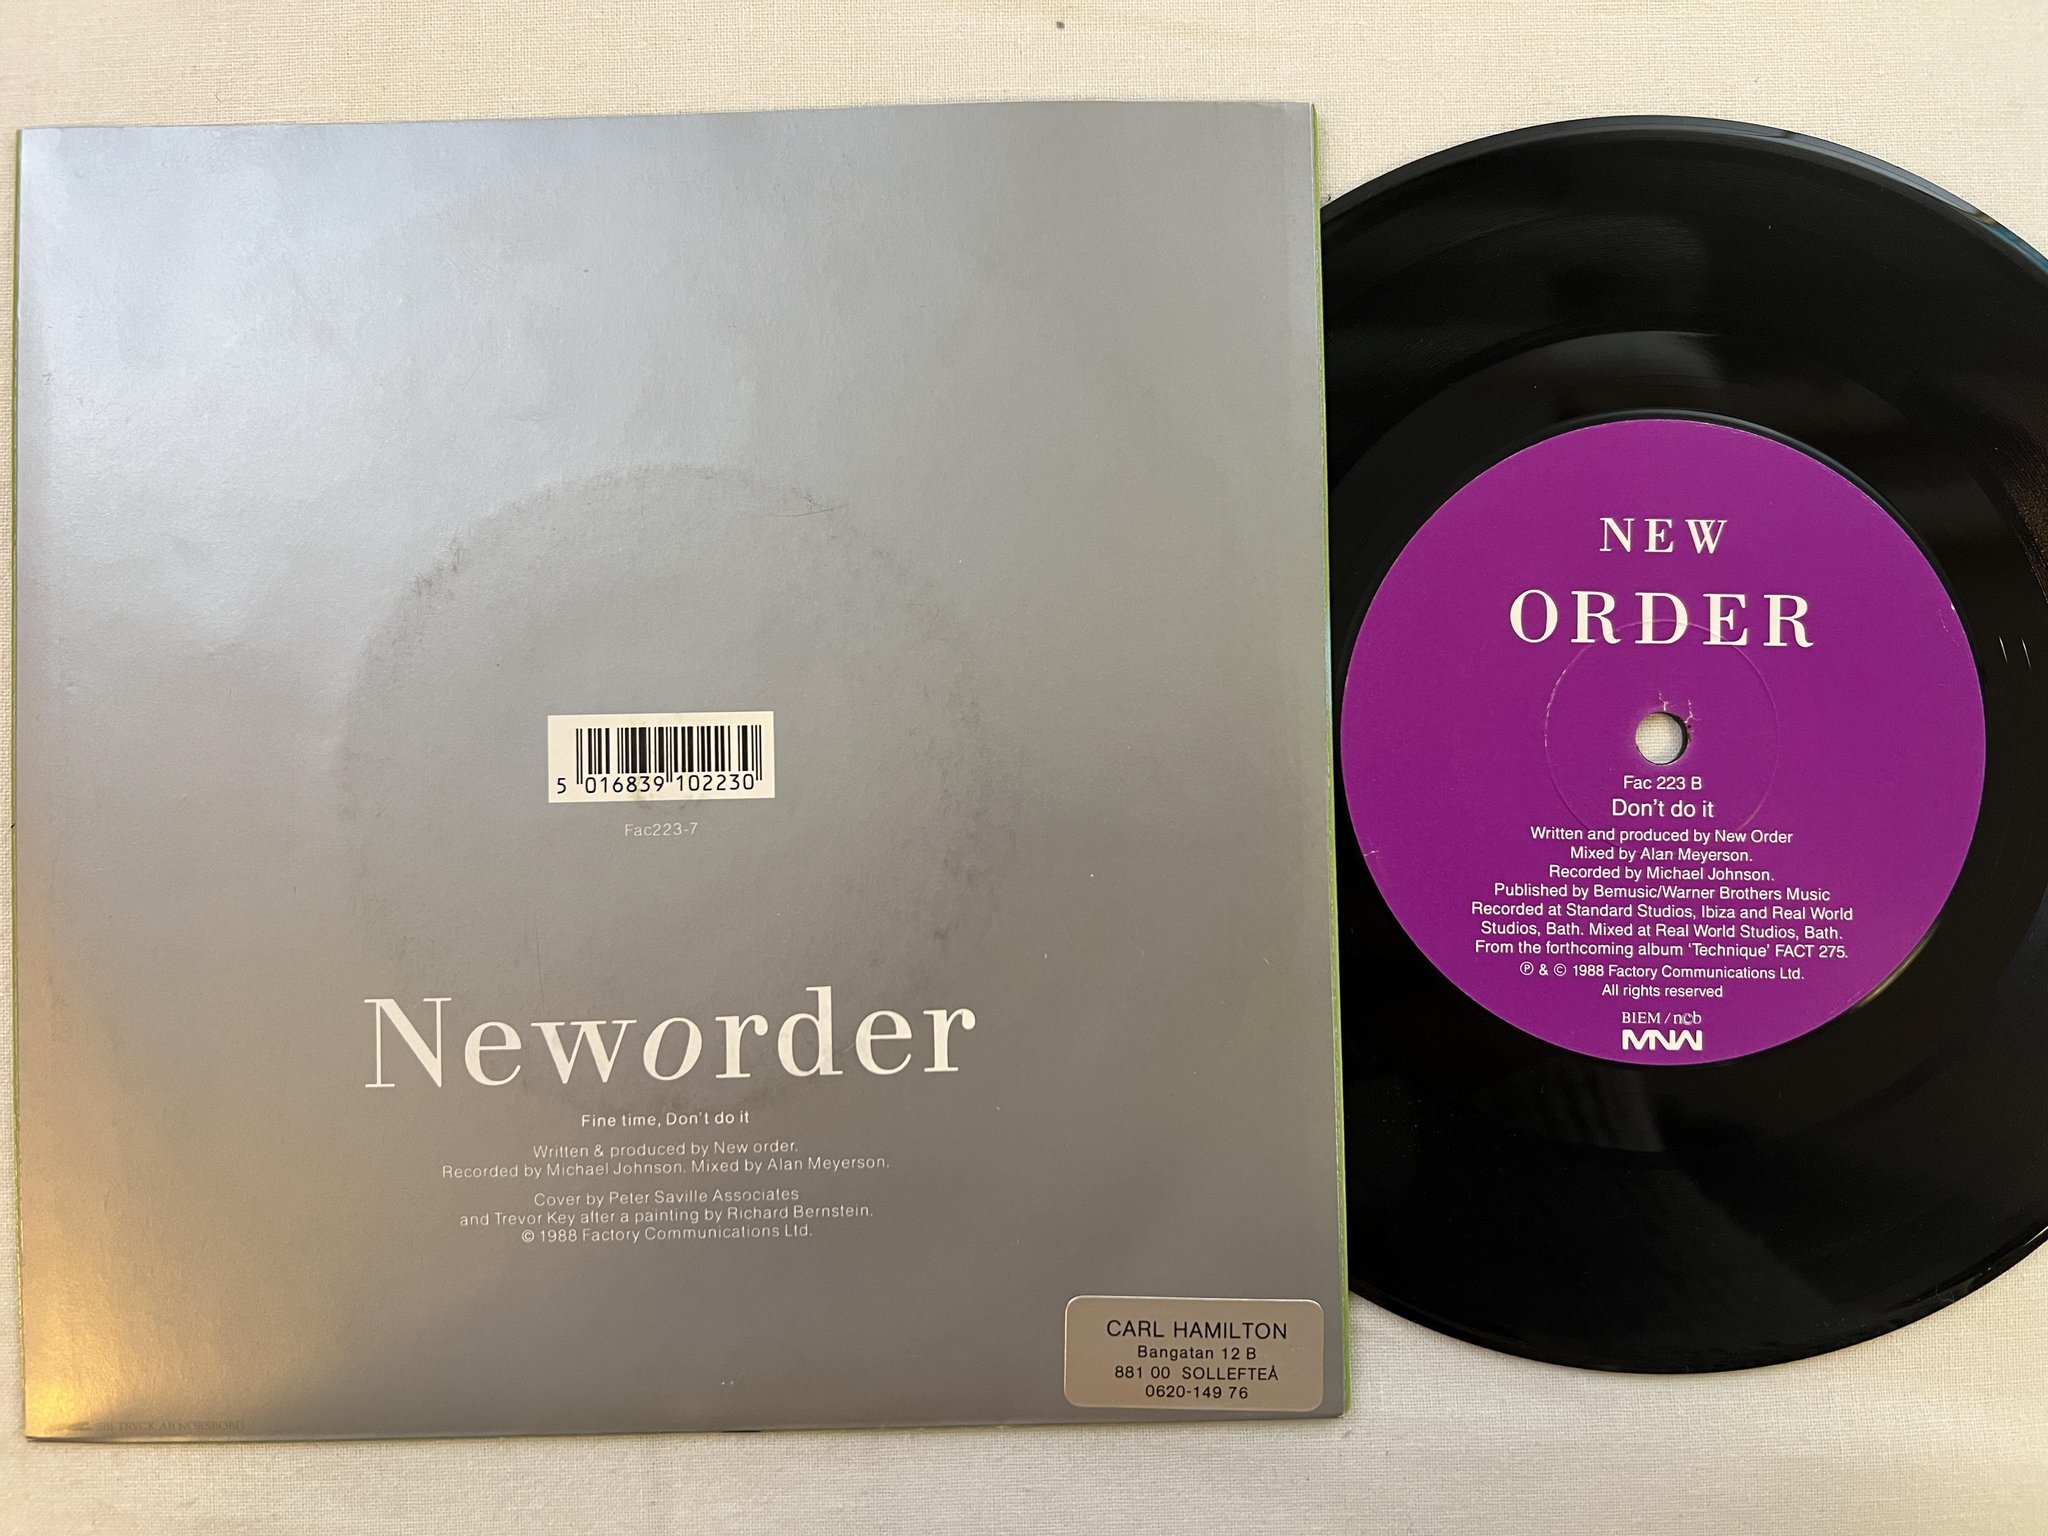 5 016839 102230
Fac223-7
Neworder
Fine time, Don't do it
Written & produced by New order.
Recorded by Michael Johnson. Mixed by Alan Meyerson.
Cover by Peter Saville Associates
and Trevor Key after a painting by Richard Bernstein.
© 1988 Factory Communications Ltd.
CARL HAMILTON
Bangatan 12 B
881 00 SOLLEFTEÅ
0620-149 76
TRYCK AB NORSBORG
NEW
ORDER
Fac 223 B
Don't do it
Written and produced by New Order
Mixed by Alan Meyerson.
Recorded by Michael Johnson.
Published by Bemusic/Warner Brothers Music
Recorded at Standard Studios, Ibiza and Real World
Studios, Bath. Mixed at Real World Studios, Bath.
From the forthcoming album 'Technique' FACT 275.
℗ & © 1988 Factory Communications Ltd.
All rights reserved
BIEM / ncb
MNW